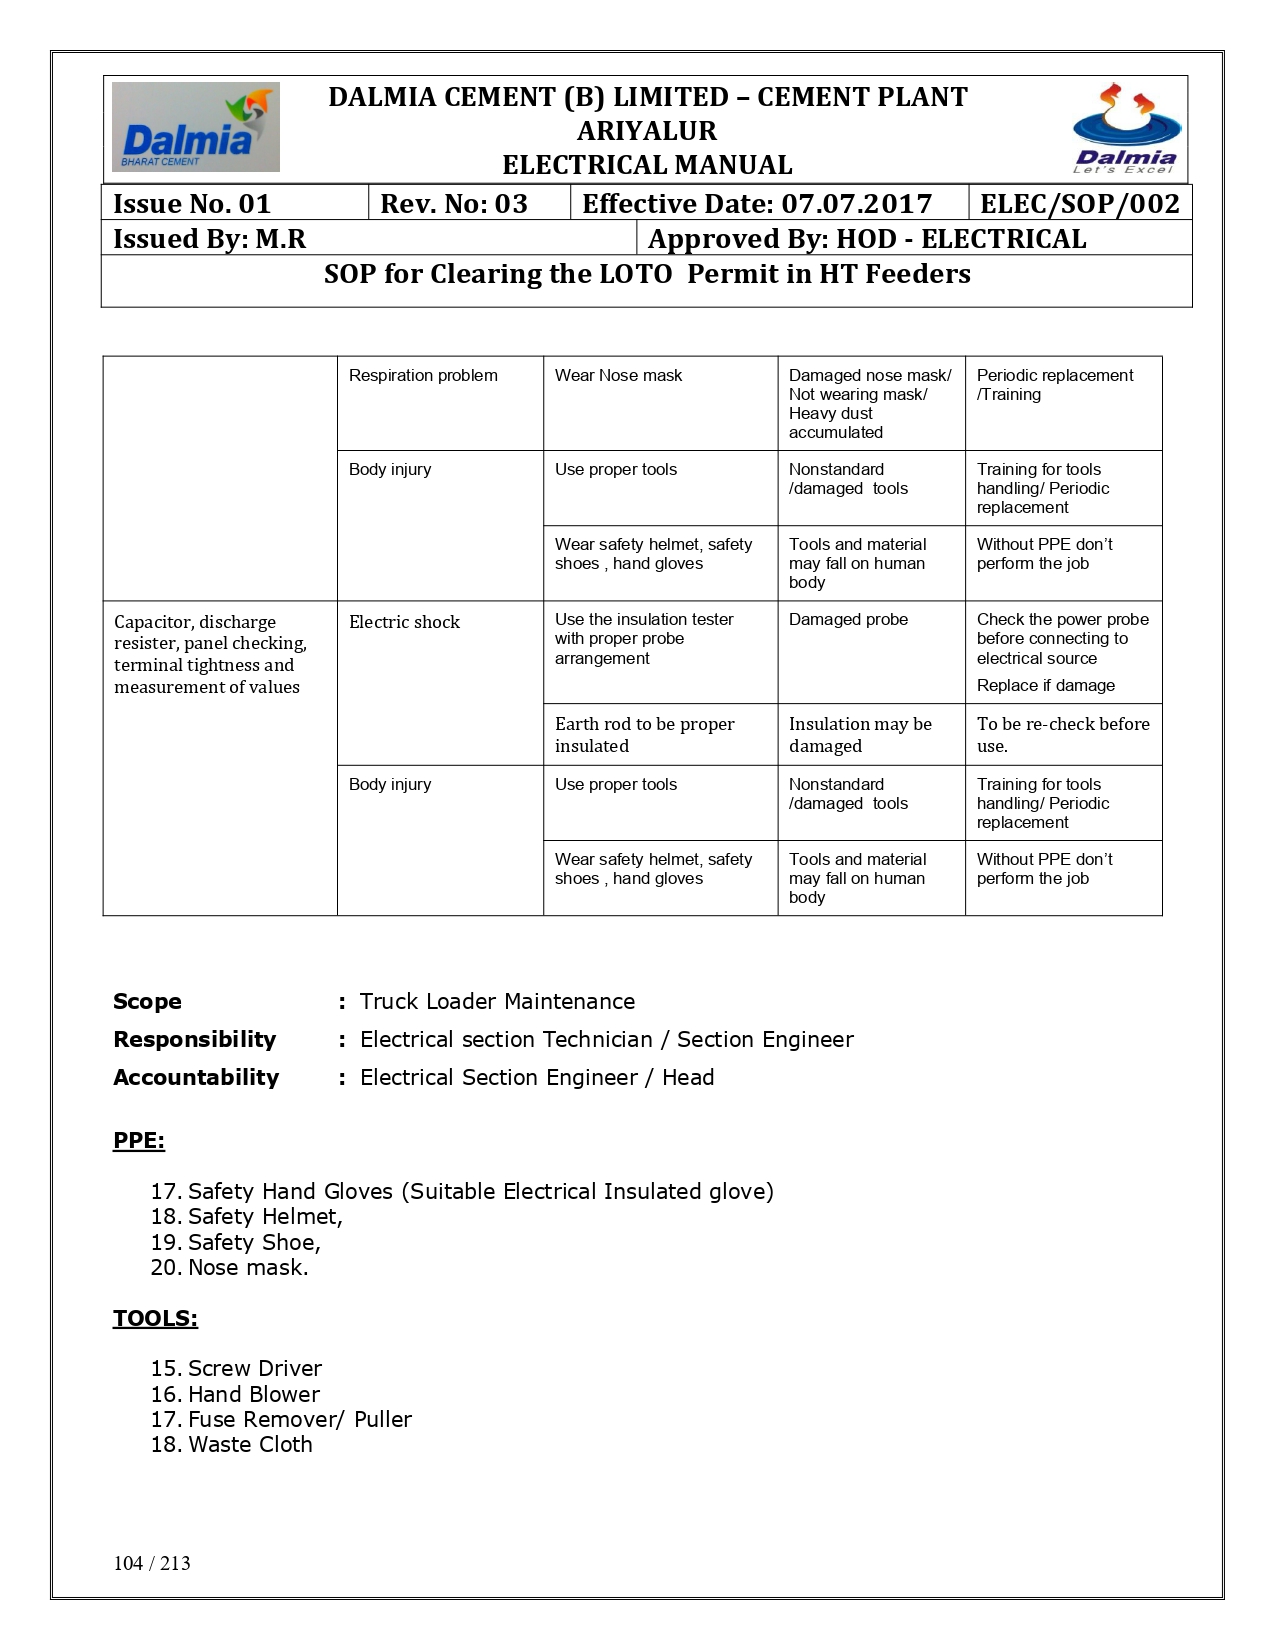 Dalmia
BHARAT CEMENT
DALMIA CEMENT (B) LIMITED – CEMENT PLANT
ARIYALUR
ELECTRICAL MANUAL
Dalmia
Let's Excel
Issue No. 01 Rev. No: 03 Effective Date: 07.07.2017 ELEC/SOP/002
Issued By: M.R Approved By: HOD - ELECTRICAL
SOP for Clearing the LOTO Permit in HT Feeders
Respiration problem Wear Nose mask Damaged nose mask/ Periodic replacement
Not wearing mask/ /Training
Heavy dust
accumulated
Body injury Use proper tools Nonstandard Training for tools
/damaged tools handling/ Periodic
replacement
Wear safety helmet, safety Tools and material Without PPE don’t
shoes , hand gloves may fall on human perform the job
body
Capacitor, discharge Electric shock Use the insulation tester Damaged probe Check the power probe
resister, panel checking, with proper probe before connecting to
terminal tightness and arrangement electrical source
measurement of values Replace if damage
Earth rod to be proper Insulation may be To be re-check before
insulated damaged use.
Body injury Use proper tools Nonstandard Training for tools
/damaged tools handling/ Periodic
replacement
Wear safety helmet, safety Tools and material Without PPE don’t
shoes , hand gloves may fall on human perform the job
body
Scope : Truck Loader Maintenance
Responsibility : Electrical section Technician / Section Engineer
Accountability : Electrical Section Engineer / Head
PPE:
17. Safety Hand Gloves (Suitable Electrical Insulated glove)
18. Safety Helmet,
19. Safety Shoe,
20. Nose mask.
TOOLS:
15. Screw Driver
16. Hand Blower
17. Fuse Remover/ Puller
18. Waste Cloth
104 / 213